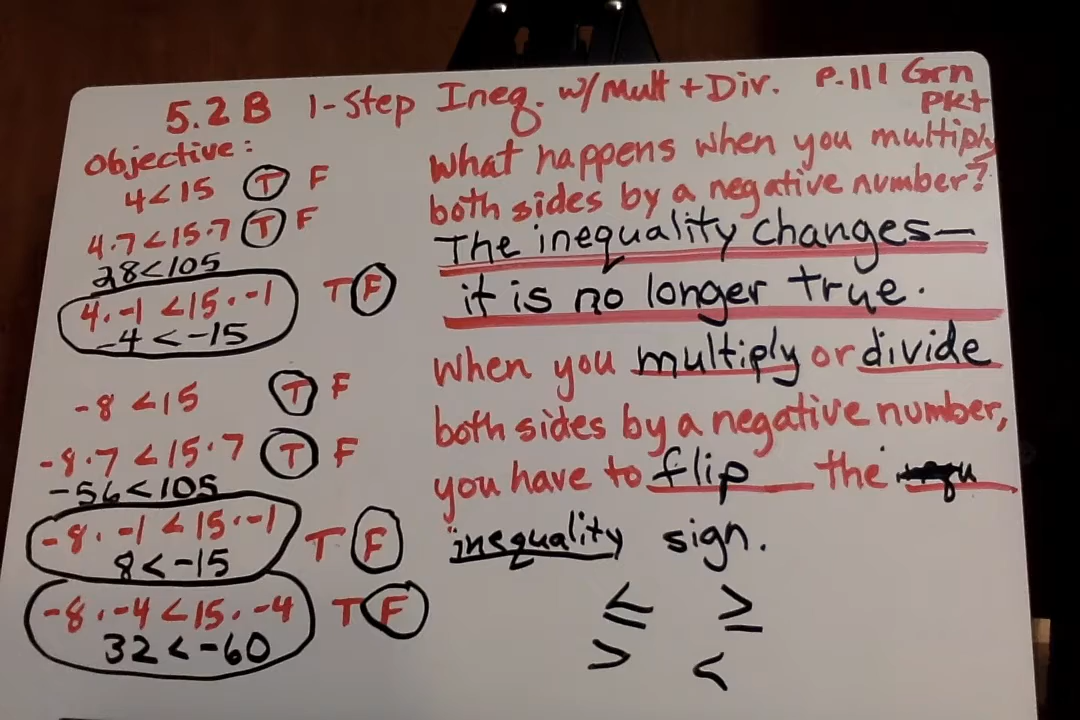 5.2 B 1-Step Ineq. w/Mult + Div. P.111 Grn
Pkt
Objective:
4 < 15 T F
4 · 7 < 15 · 7 T F
28 < 105
4 · -1 < 15 · -1 T F
-4 < -15
-8 < 15 T F
-8 · 7 < 15 · 7 T F
-56 < 105
-8 · -1 < 15 · -1 T F
8 < -15
-8 · -4 < 15 · -4 T F
32 < -60
What happens when you multiply
both sides by a negative number?
The inequality changes—
it is no longer true.
When you multiply or divide
both sides by a negative number,
you have to flip the
inequality sign.
≤ ≥
> <